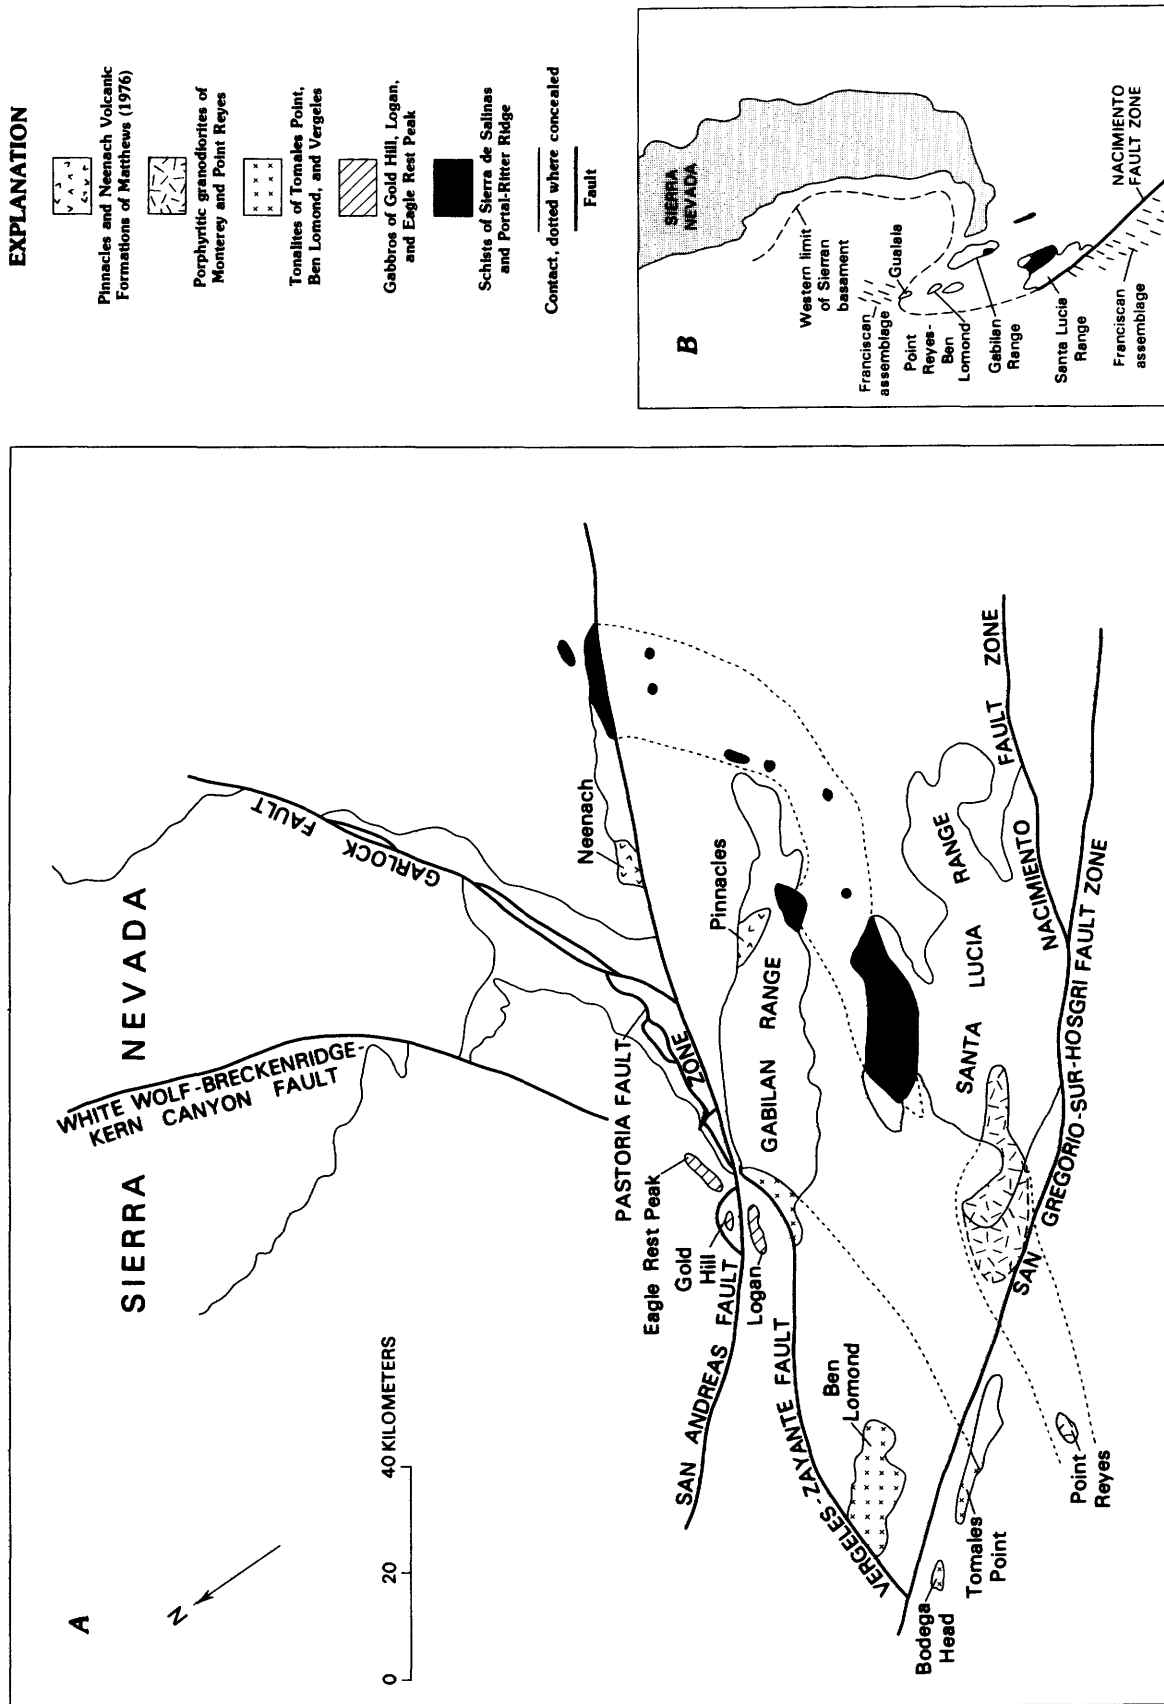 EXPLANATION
Pinnacles and Neenach Volcanic
Formations of Matthews (1976)
Porphyritic granodiorites of
Monterey and Point Reyes
Tonalites of Tomales Point,
Ben Lomond, and Vergeles
Gabbros of Gold Hill, Logan,
and Eagle Rest Peak
Schists of Sierra de Salinas
and Portal-Ritter Ridge
Contact, dotted where concealed
Fault
A
N
0 20 40 KILOMETERS
SIERRA NEVADA
WHITE WOLF-BRECKENRIDGE-
KERN CANYON FAULT
GARLOCK FAULT
PASTORIA FAULT
Eagle Rest Peak
Gold
Hill
Logan
SAN ANDREAS FAULT ZONE
Neenach
Pinnacles
GABILAN RANGE
VERGELES-ZAYANTE FAULT
Ben
Lomond
SANTA LUCIA RANGE
NACIMIENTO FAULT ZONE
SAN GREGORIO-SUR-HOSGRI FAULT ZONE
Bodega
Head
Tomales
Point
Point
Reyes
B
SIERRA
NEVADA
Western limit
of Sierran
basament
Franciscan
assemblage
Gualala
Point
Reyes-
Ben
Lomond
Gabilan
Range
Santa Lucia
Range
Franciscan
assemblage
NACIMIENTO
FAULT ZONE